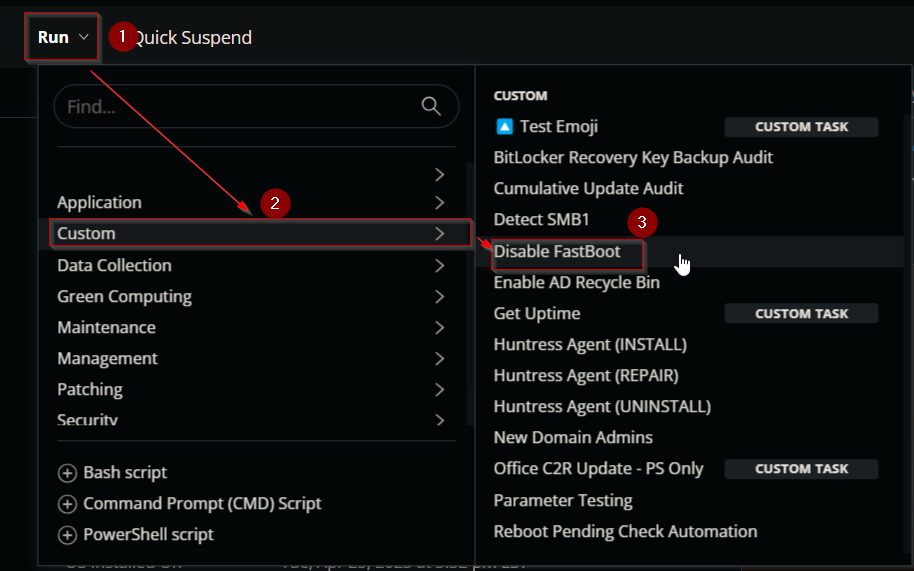 Run 1 Quick Suspend
Find...
2
Application
Custom
Data Collection
Green Computing
Maintenance
Management
Patching
Security
Bash script
Command Prompt (CMD) Script
PowerShell script
CUSTOM
Test Emoji CUSTOM TASK
BitLocker Recovery Key Backup Audit
Cumulative Update Audit
Detect SMB1
3
Disable FastBoot
Enable AD Recycle Bin
Get Uptime CUSTOM TASK
Huntress Agent (INSTALL)
Huntress Agent (REPAIR)
Huntress Agent (UNINSTALL)
New Domain Admins
Office C2R Update - PS Only CUSTOM TASK
Parameter Testing
Reboot Pending Check Automation